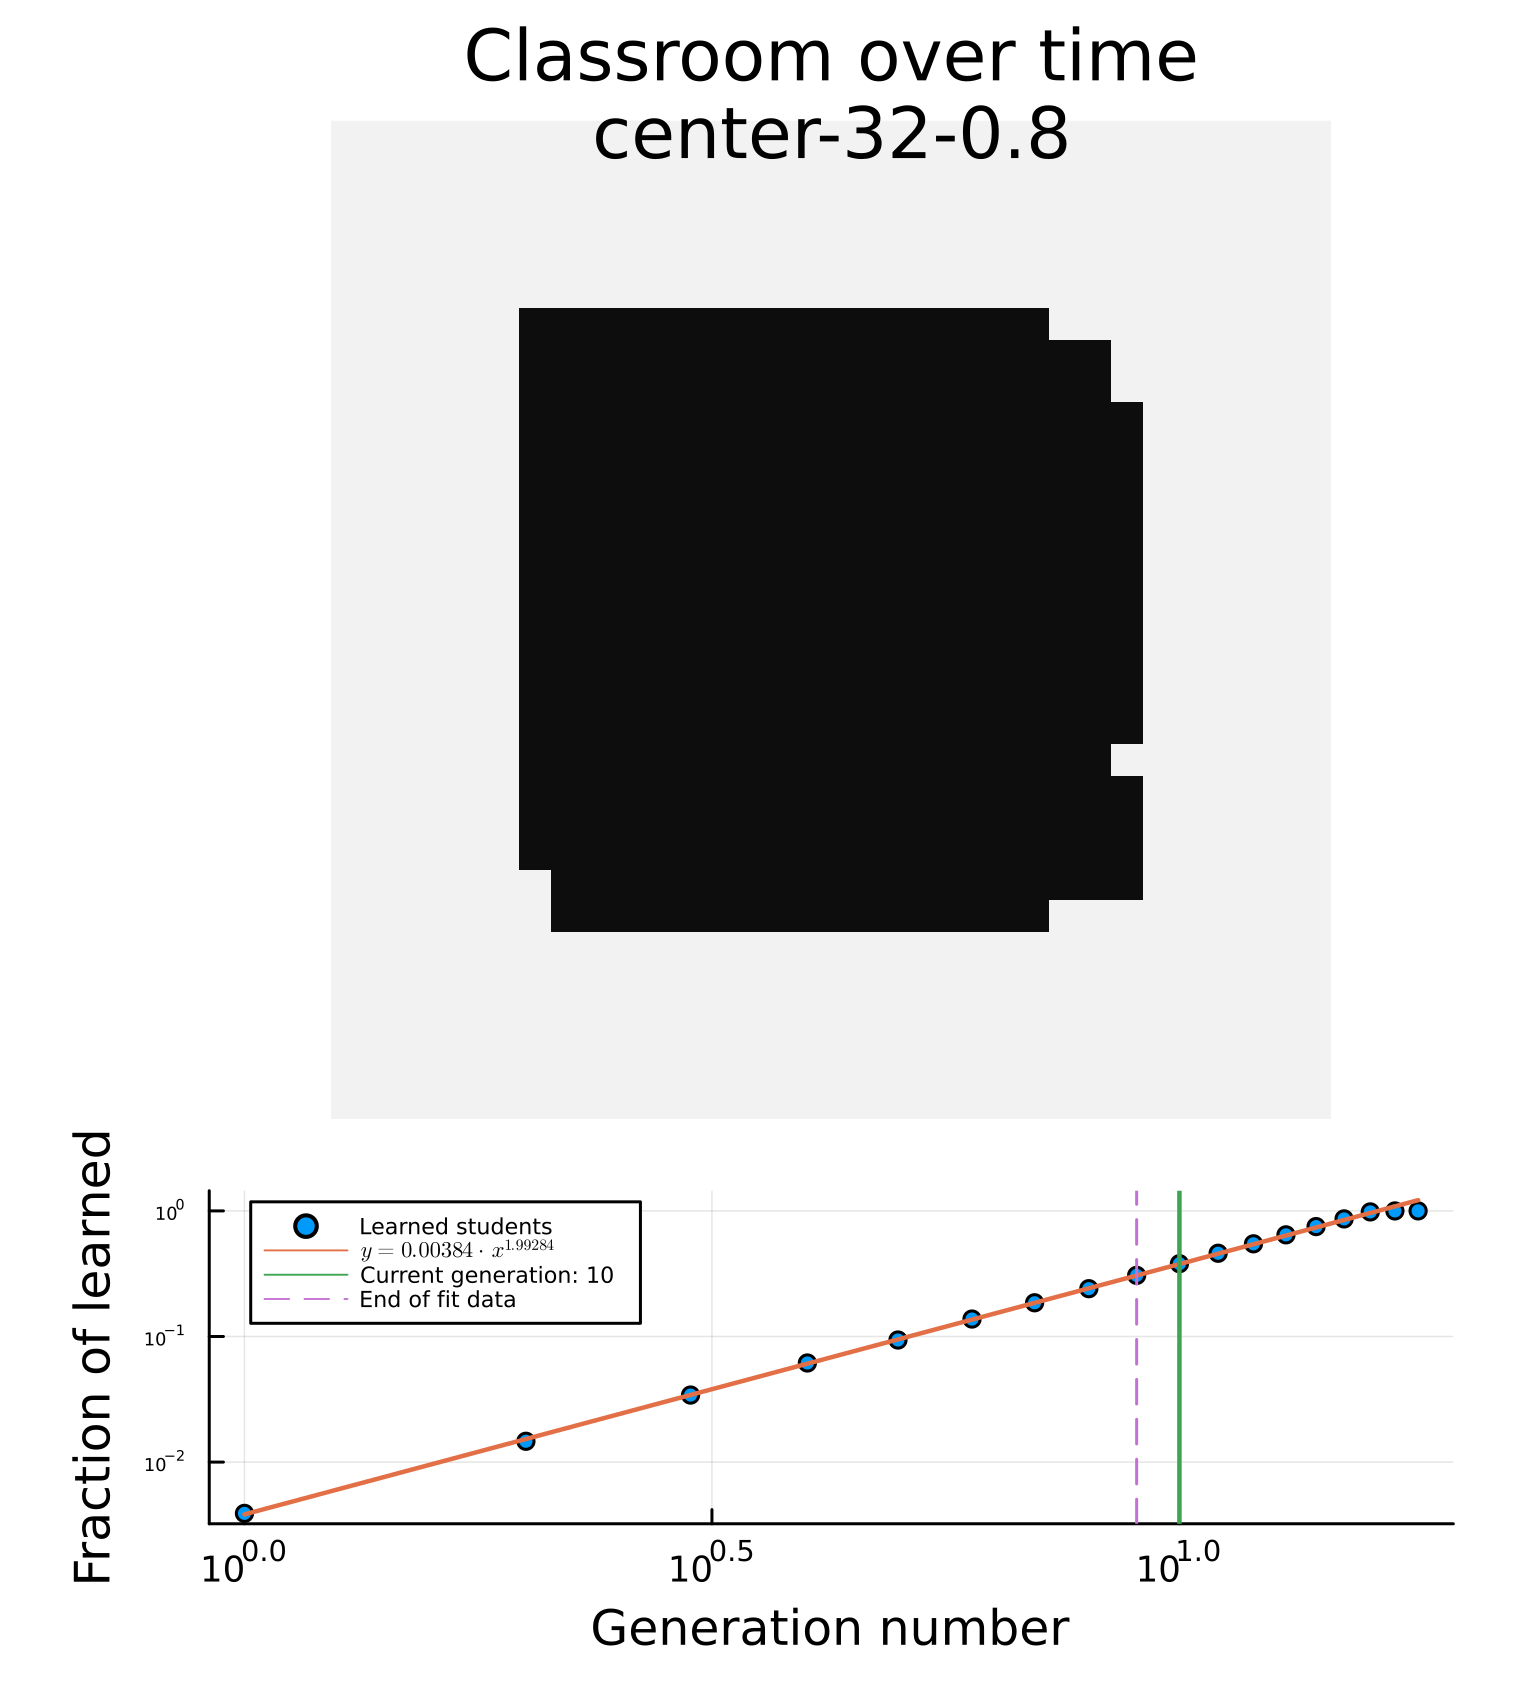 Classroom over time
center-32-0.8
Fraction of learned
10⁰
10⁻¹
10⁻²
Learned students
y = 0.00384 · x^1.99284
Current generation: 10
End of fit data
10^0.0
10^0.5
10^1.0
Generation number